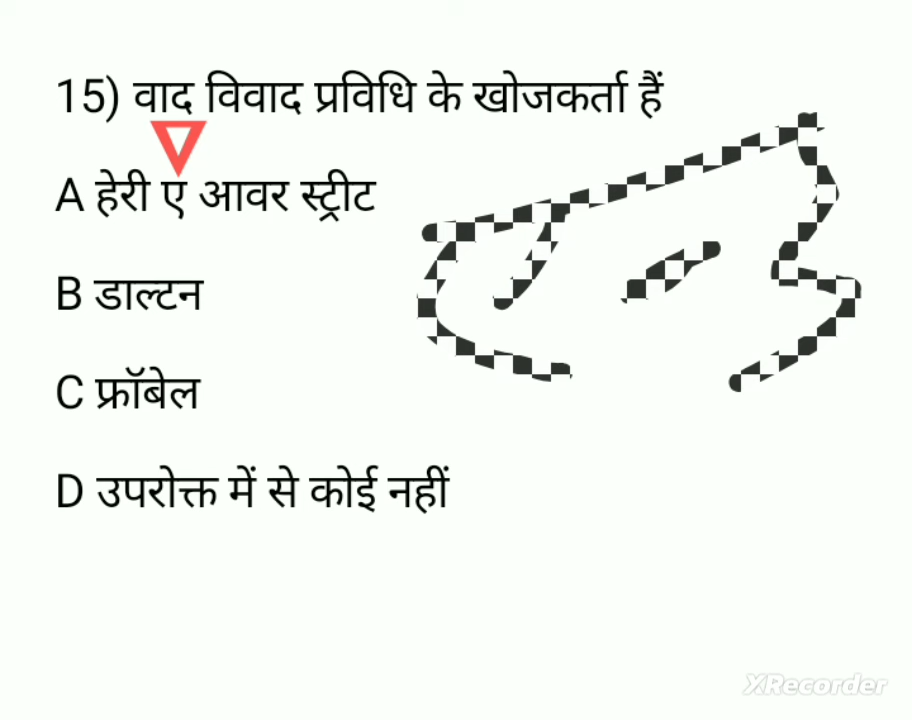 15) वाद विवाद प्रविधि के खोजकर्ता हैं
A हेरी ए आवर स्ट्रीट
B डाल्टन
C फ्रॉबेल
D उपरोक्त में से कोई नहीं
XRecorder